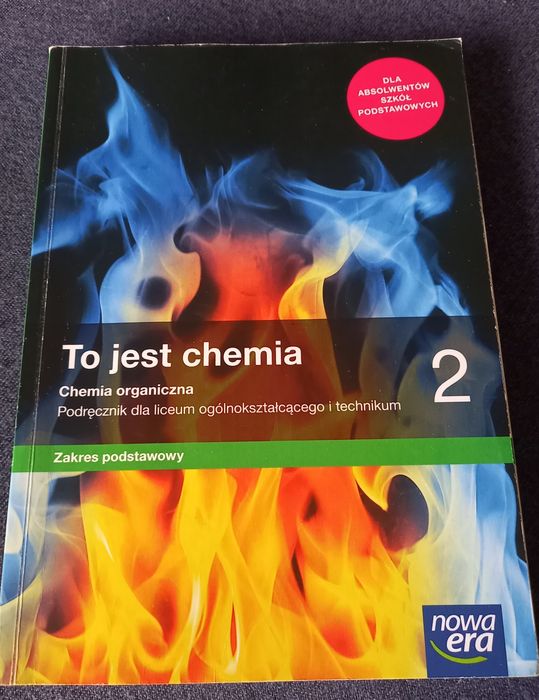 DLA
ABSOLWENTÓW
SZKÓŁ
PODSTAWOWYCH
To jest chemia
2
Chemia organiczna
Podręcznik dla liceum ogólnokształcącego i technikum
Zakres podstawowy
nowa
era